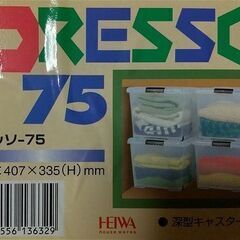 DRESSO
75
ッソ-75
407×335(H)mm
556"136329
HEIWA
HOUSE WORKS
●深型キャスター